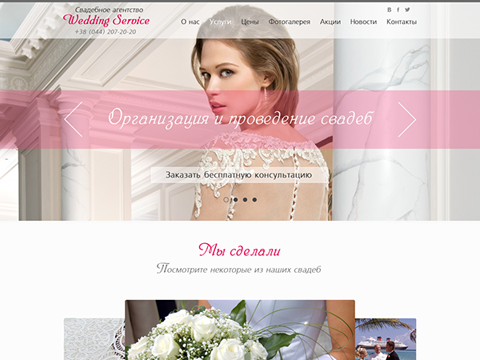 Свадебное агентство
Wedding Service
+38 (044) 207-20-20
О нас Услуги Цены Фотогалерея Акции Новости Контакты
Организация и проведение свадеб
Заказать бесплатную консультацию
Мы сделали
Посмотрите некоторые из наших свадеб